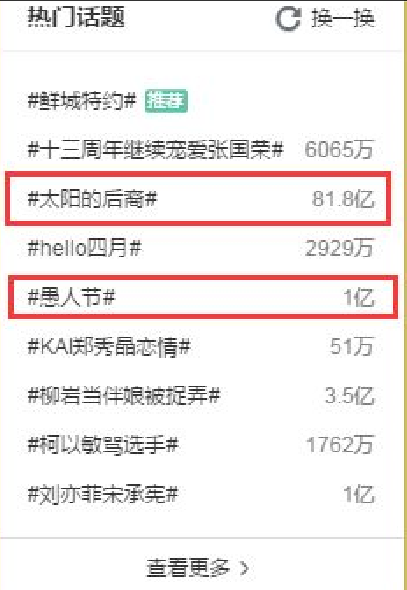 热门话题 换一换
#鲜城特约# 推荐
#十三周年继续宠爱张国荣# 6065万
#太阳的后裔# 81.8亿
#hello四月# 2929万
#愚人节# 1亿
#KAI郑秀晶恋情# 51万
#柳岩当伴娘被捉弄# 3.5亿
#柯以敏骂选手# 1762万
#刘亦菲宋承宪# 1亿
查看更多 >